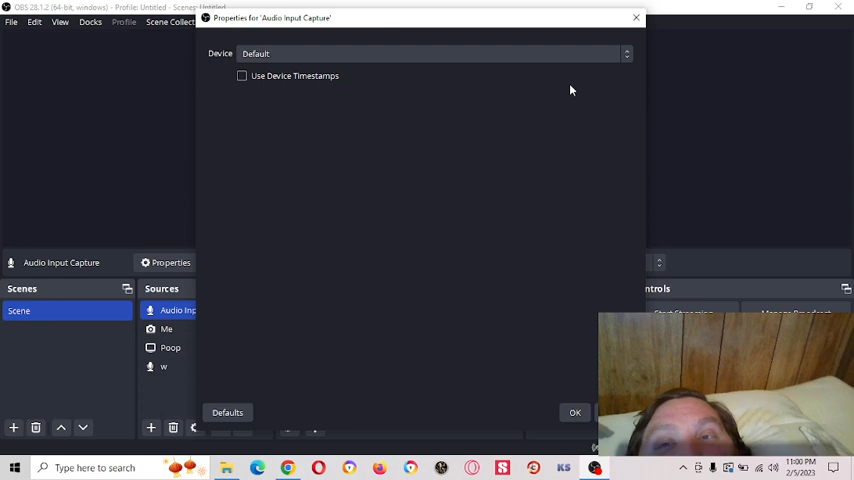 OBS 28.1.2 (64-bit, windows) - Profile: Untitled - Scenes: Untitled
Properties for 'Audio Input Capture'
File Edit View Docks Profile Scene Collect
Device Default
Use Device Timestamps
Audio Input Capture Properties
Scenes Sources ntrols
Scene Audio Inp
Me
Poop
w
Defaults OK
Type here to search
KS
11:00 PM
2/5/2023